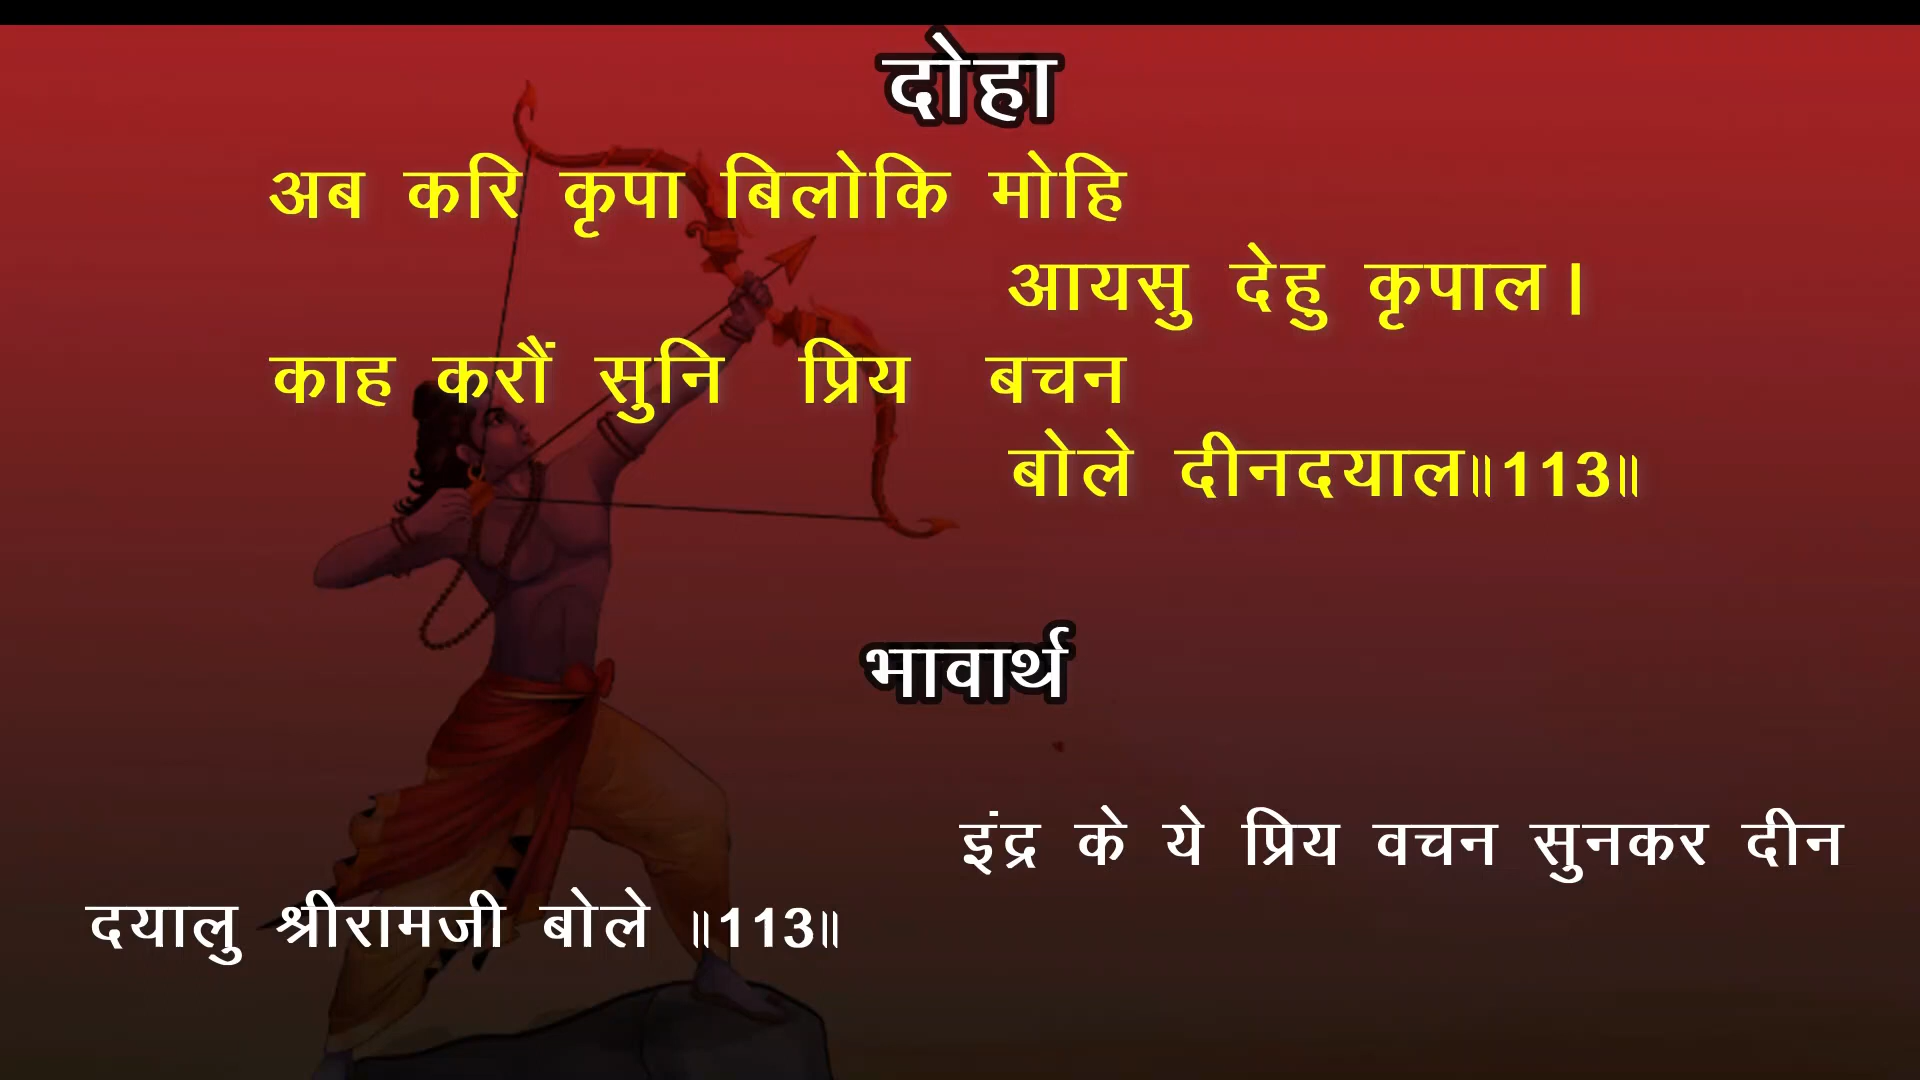 दोहा
अब करि कृपा बिलोकि मोहि
आयसु देहु कृपाल।
काह करौं सुनि प्रिय बचन
बोले दीनदयाल॥113॥
भावार्थ
इंद्र के ये प्रिय वचन सुनकर दीन
दयालु श्रीरामजी बोले ॥113॥